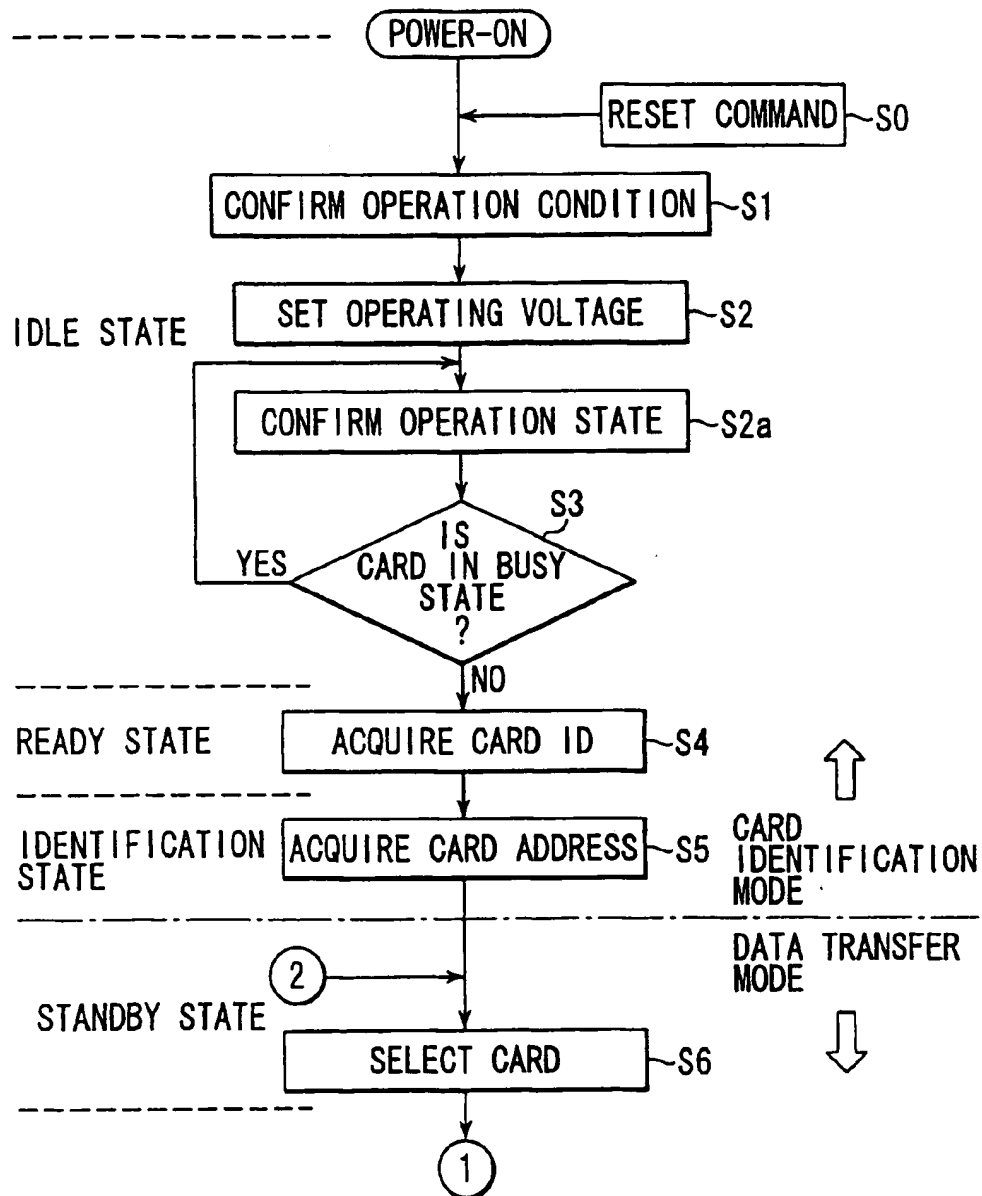 POWER-ON
RESET COMMAND
S0
CONFIRM OPERATION CONDITION
S1
SET OPERATING VOLTAGE
S2
IDLE STATE
CONFIRM OPERATION STATE
S2a
S3
IS
CARD IN BUSY
STATE
?
YES
NO
READY STATE
ACQUIRE CARD ID
S4
IDENTIFICATION
STATE
ACQUIRE CARD ADDRESS
S5
CARD
IDENTIFICATION
MODE
DATA TRANSFER
MODE
2
STANDBY STATE
SELECT CARD
S6
1